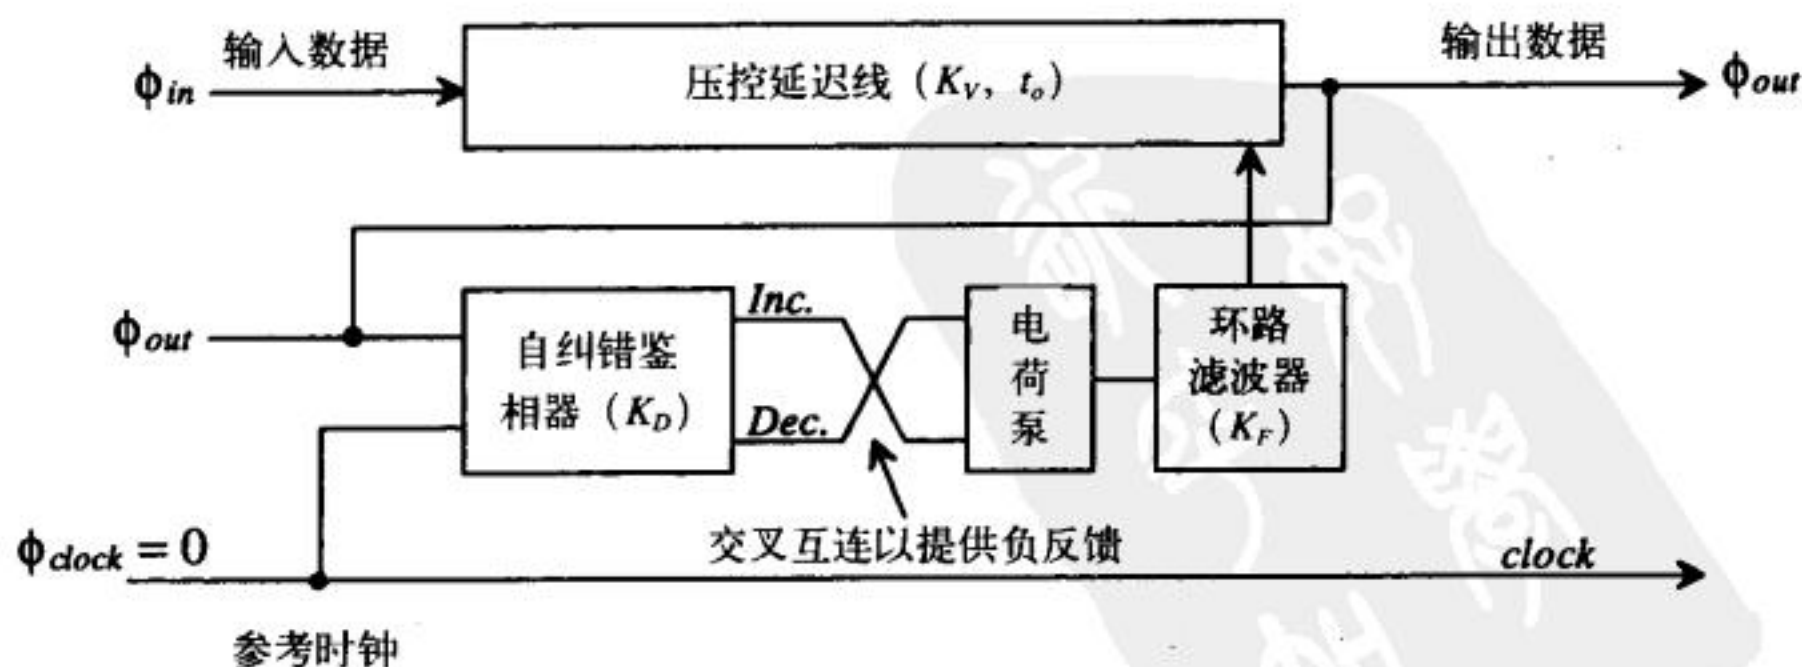 输入数据
输出数据
ϕin
压控延迟线(KV, to)
ϕout
ϕout
自纠错鉴
相器(KD)
Inc.
Dec.
电
荷
泵
环路
滤波器
(KF)
交叉互连以提供负反馈
ϕclock = 0
clock
参考时钟